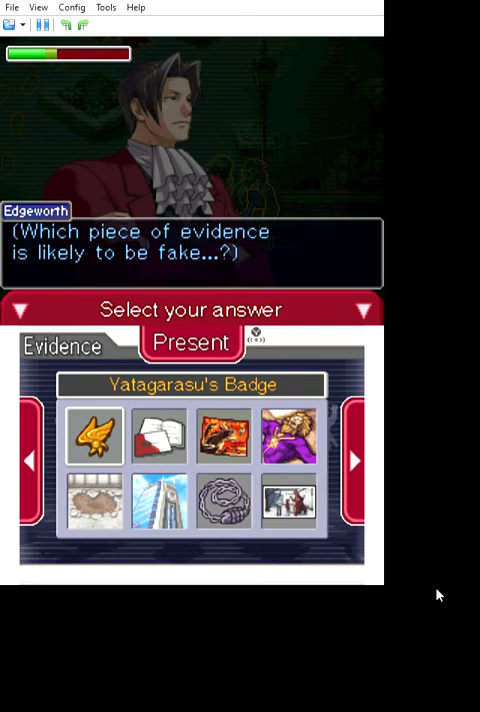 File View Config Tools Help
Edgeworth
(Which piece of evidence
is likely to be fake...?)
Select your answer
Evidence
Present
Yatagarasu's Badge